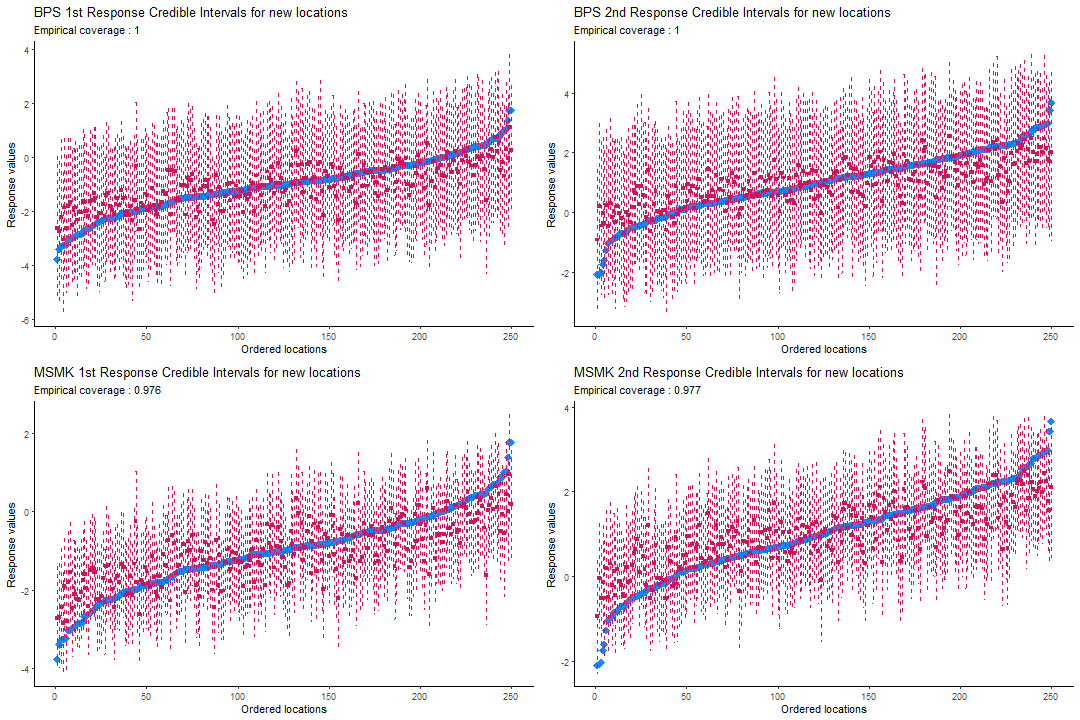 BPS 1st Response Credible Intervals for new locations
Empirical coverage : 1
4
2
0
-2
-4
-6
Response values
0 50 100 150 200 250
Ordered locations
BPS 2nd Response Credible Intervals for new locations
Empirical coverage : 1
4
2
0
-2
Response values
0 50 100 150 200 250
Ordered locations
MSMK 1st Response Credible Intervals for new locations
Empirical coverage : 0.976
2
0
-2
-4
Response values
0 50 100 150 200 250
Ordered locations
MSMK 2nd Response Credible Intervals for new locations
Empirical coverage : 0.977
4
2
0
-2
Response values
0 50 100 150 200 250
Ordered locations